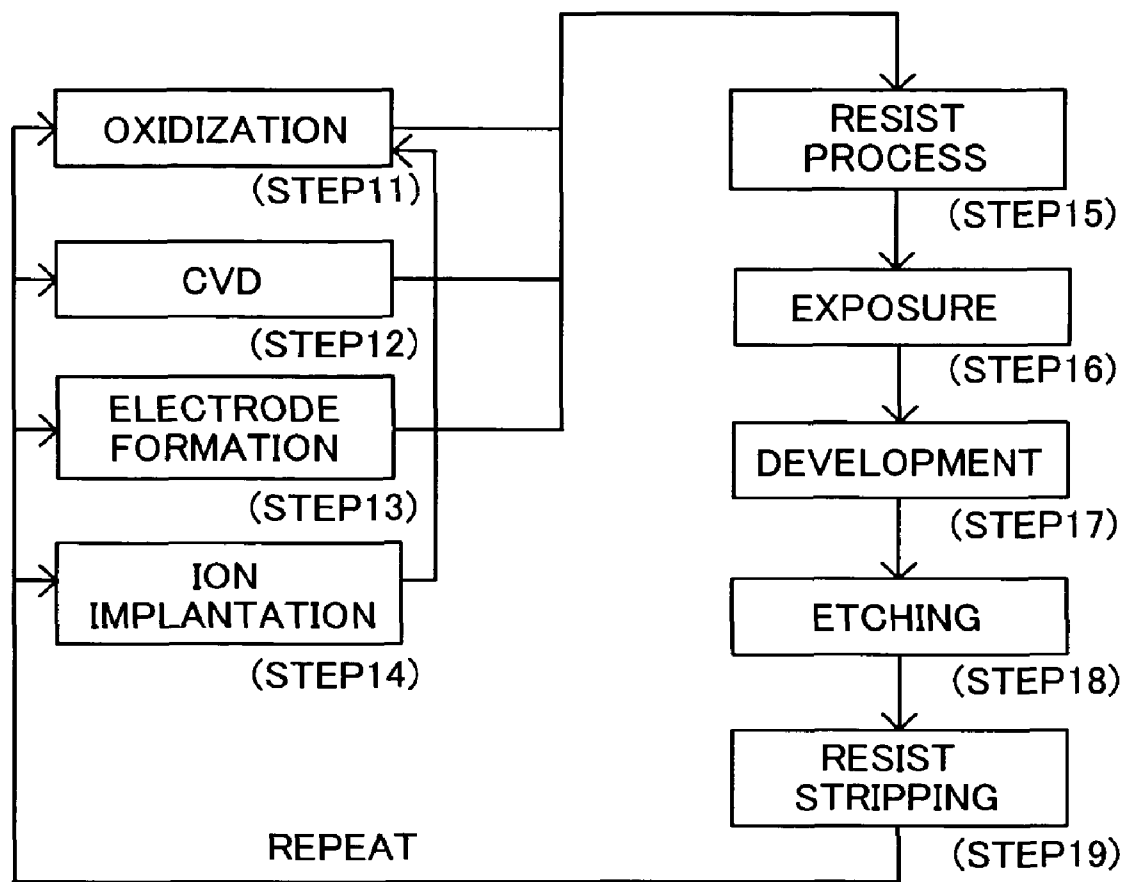 OXIDIZATION
(STEP11)
CVD
(STEP12)
ELECTRODE
FORMATION
(STEP13)
ION
IMPLANTATION
(STEP14)
RESIST
PROCESS
(STEP15)
EXPOSURE
(STEP16)
DEVELOPMENT
(STEP17)
ETCHING
(STEP18)
RESIST
STRIPPING
(STEP19)
REPEAT